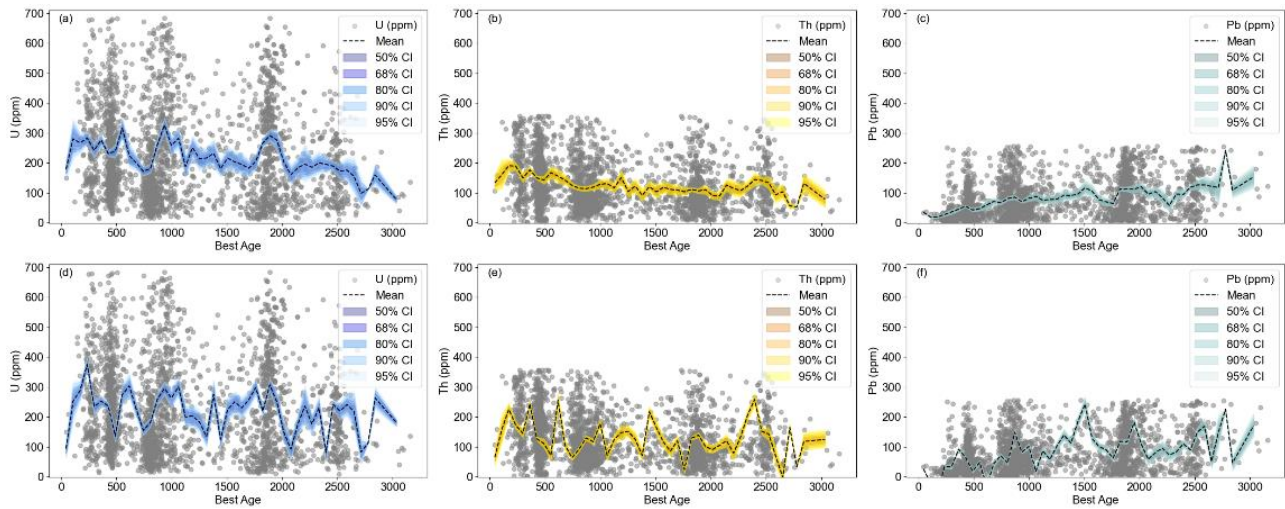 (a)
U (ppm)
Mean
50% CI
68% CI
80% CI
90% CI
95% CI
700
600
500
400
300
200
100
0
U (ppm)
0 500 1000 1500 2000 2500 3000
Best Age
(b)
Th (ppm)
Mean
50% CI
68% CI
80% CI
90% CI
95% CI
700
600
500
400
300
200
100
0
Th (ppm)
0 500 1000 1500 2000 2500 3000
Best Age
(c)
Pb (ppm)
Mean
50% CI
68% CI
80% CI
90% CI
95% CI
700
600
500
400
300
200
100
0
Pb (ppm)
0 500 1000 1500 2000 2500 3000
Best Age
(d)
U (ppm)
Mean
50% CI
68% CI
80% CI
90% CI
95% CI
700
600
500
400
300
200
100
0
U (ppm)
0 500 1000 1500 2000 2500 3000
Best Age
(e)
Th (ppm)
Mean
50% CI
68% CI
80% CI
90% CI
95% CI
700
600
500
400
300
200
100
0
Th (ppm)
0 500 1000 1500 2000 2500 3000
Best Age
(f)
Pb (ppm)
Mean
50% CI
68% CI
80% CI
90% CI
95% CI
700
600
500
400
300
200
100
0
Pb (ppm)
0 500 1000 1500 2000 2500 3000
Best Age